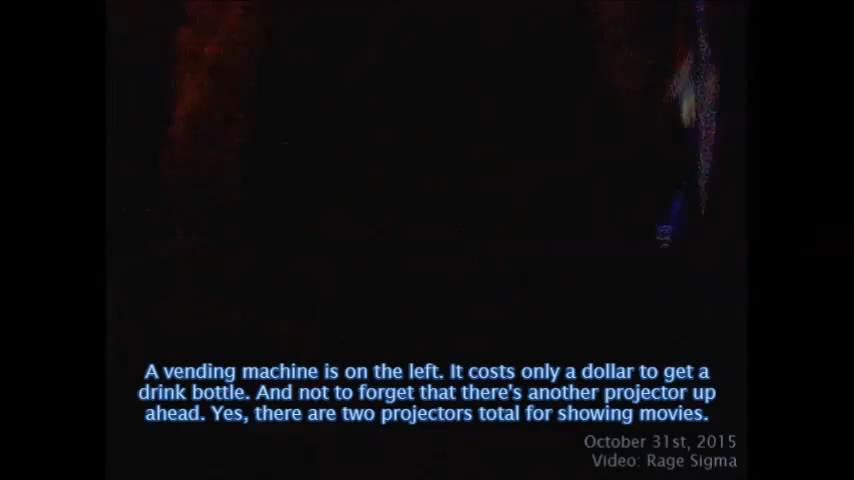 A vending machine is on the left. It costs only a dollar to get a
drink bottle. And not to forget that there's another projector up
ahead. Yes, there are two projectors total for showing movies.
October 31st, 2015
Video: Rage Sigma